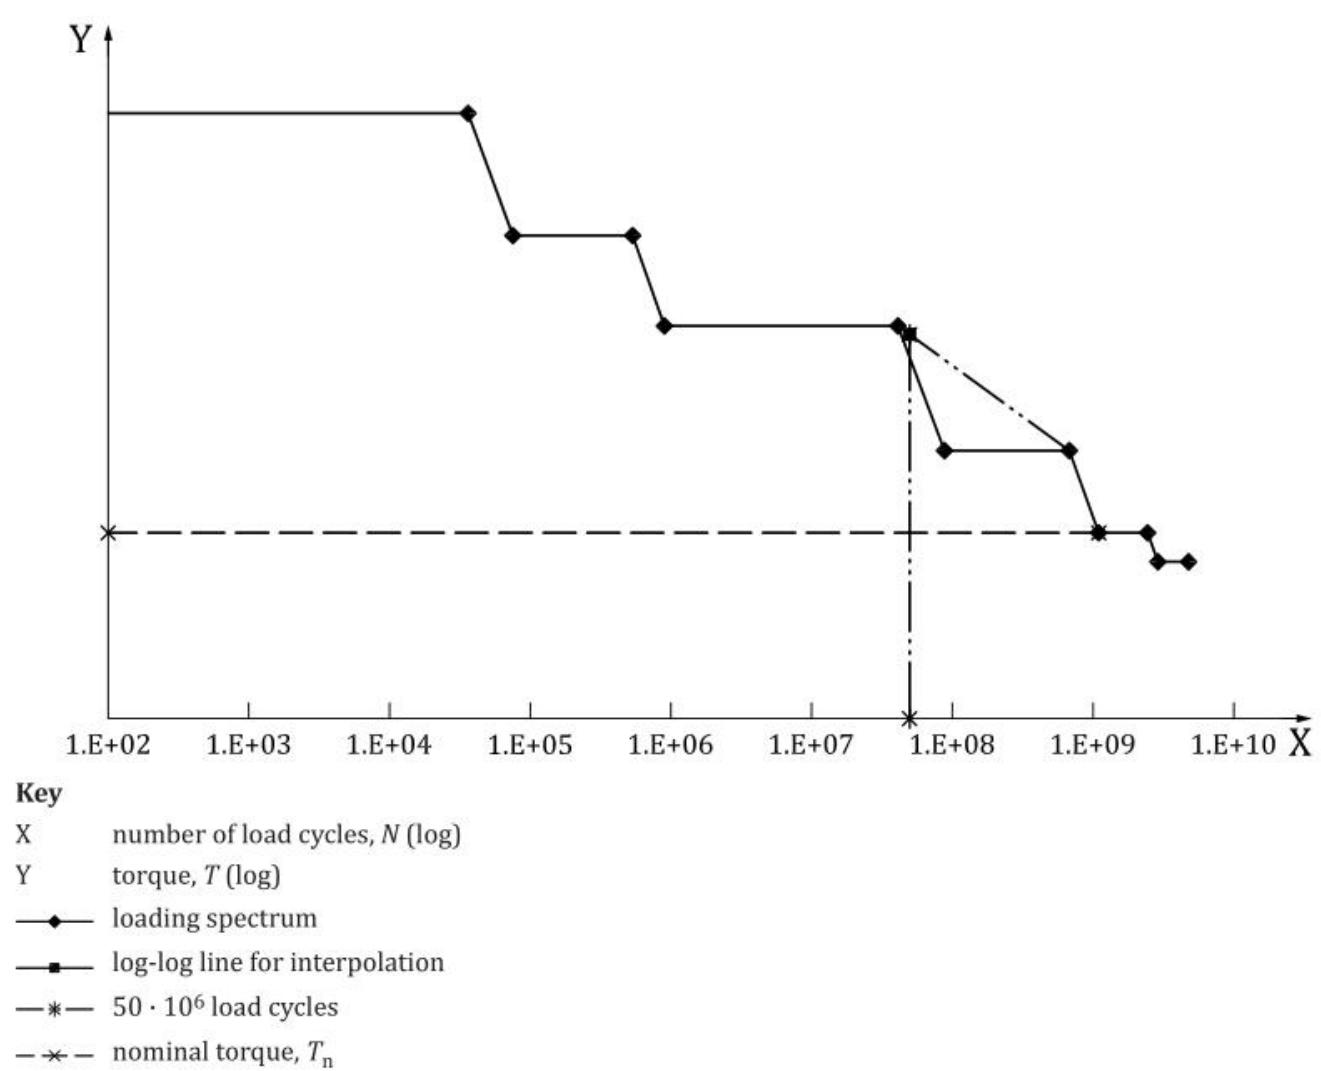 Y
1.E+02 1.E+03 1.E+04 1.E+05 1.E+06 1.E+07 1.E+08 1.E+09 1.E+10 X
Key
X number of load cycles, N (log)
Y torque, T (log)
loading spectrum
log-log line for interpolation
50 · 10⁶ load cycles
nominal torque, Tₙ